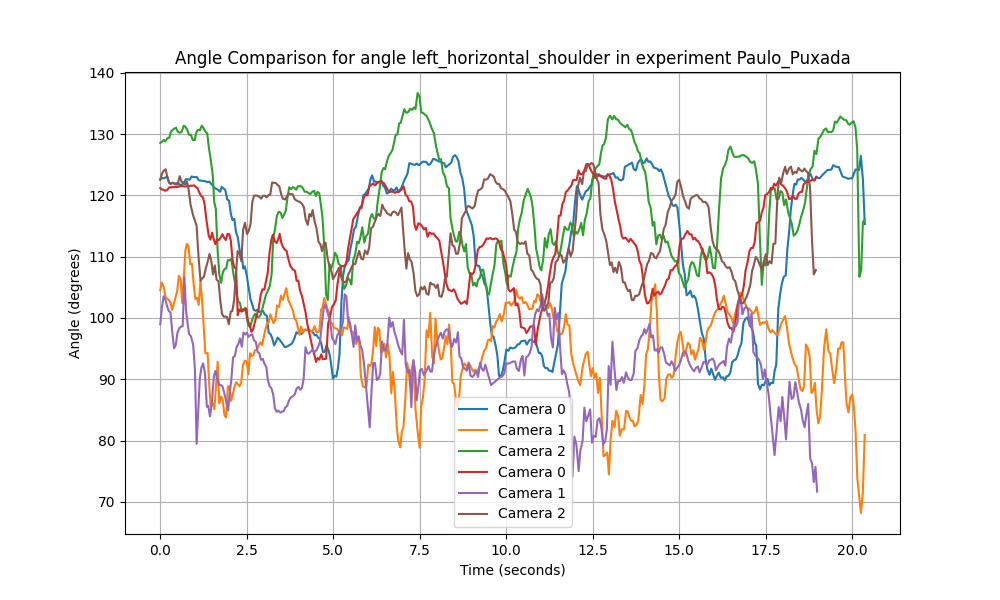 Angle Comparison for angle left_horizontal_shoulder in experiment Paulo_Puxada
Angle (degrees)
140
130
120
110
100
90
80
70
Camera 0
Camera 1
Camera 2
Camera 0
Camera 1
Camera 2
0.0 2.5 5.0 7.5 10.0 12.5 15.0 17.5 20.0
Time (seconds)